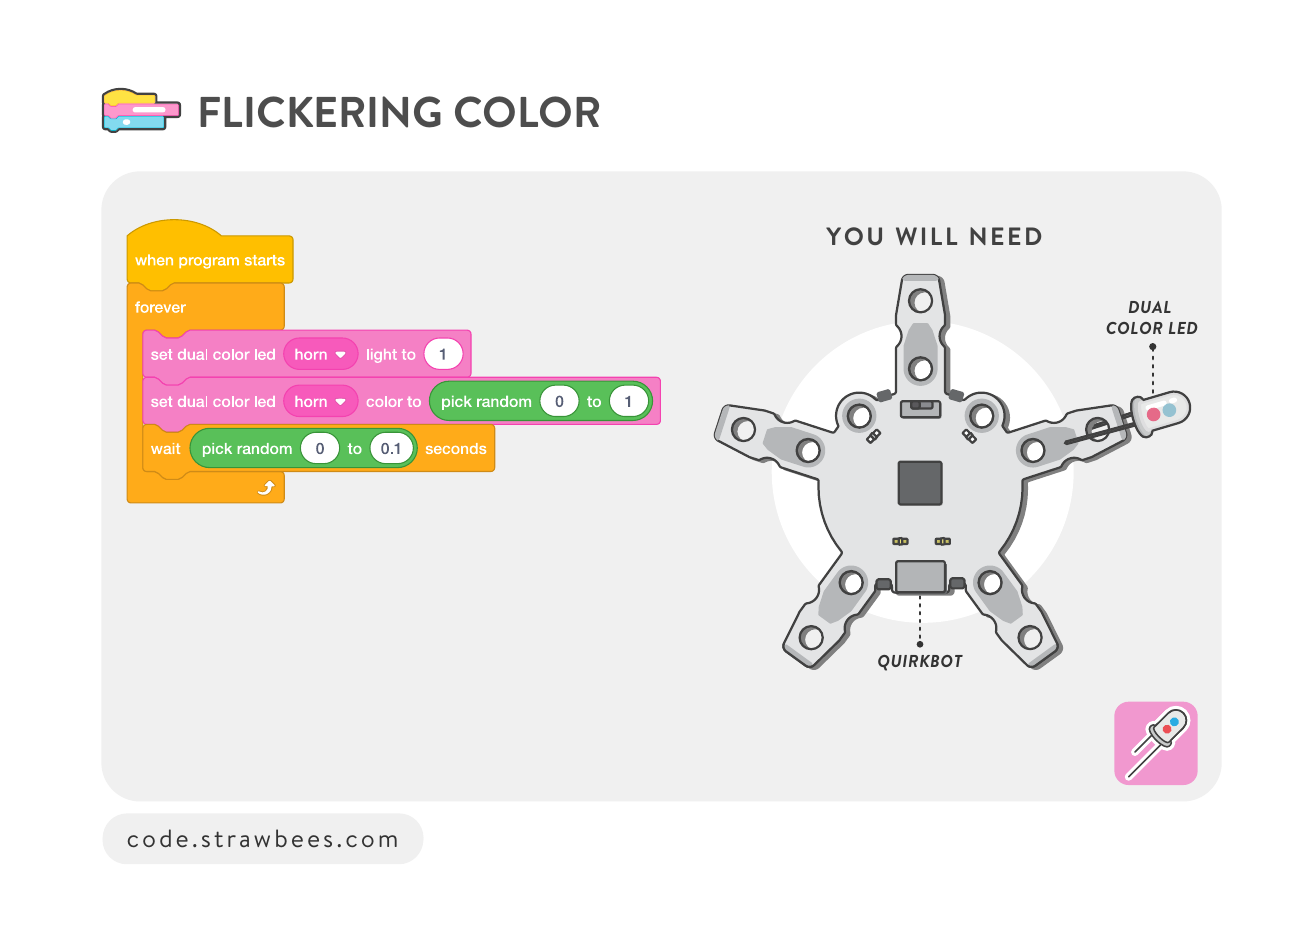 FLICKERING COLOR
when program starts
forever
set dual color led horn light to 1
set dual color led horn color to pick random 0 to 1
wait pick random 0 to 0.1 seconds
YOU WILL NEED
DUAL
COLOR LED
QUIRKBOT
code.strawbees.com